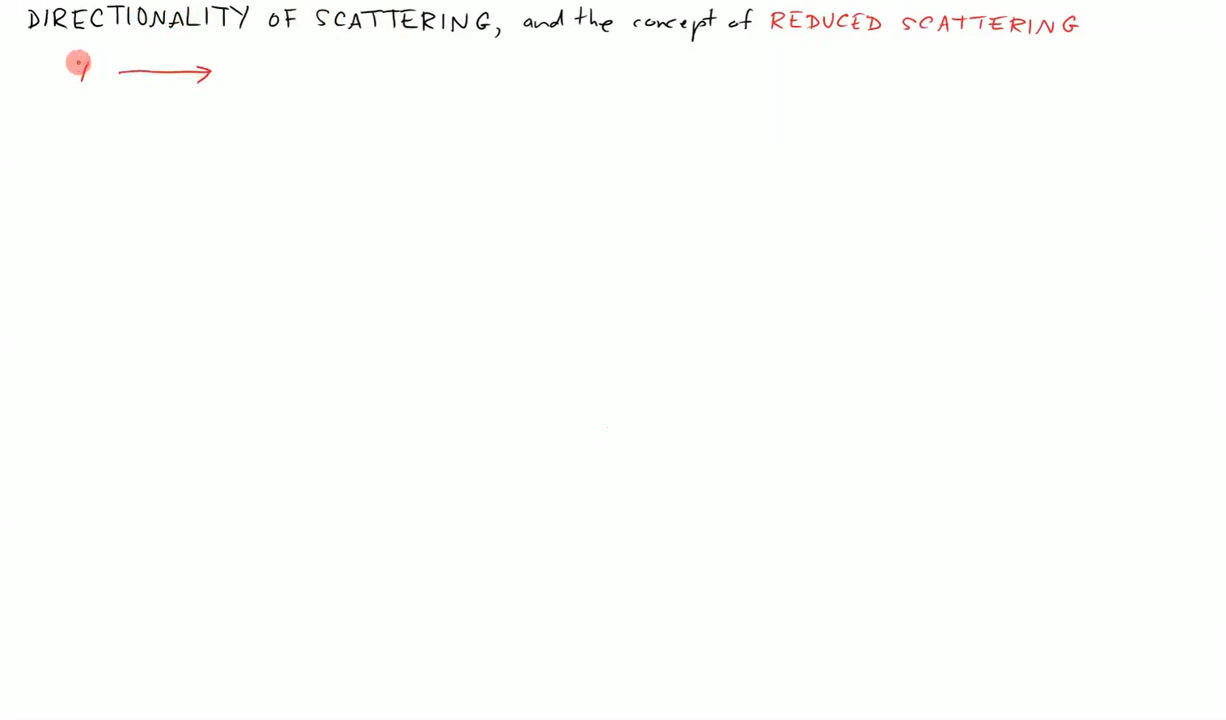 DIRECTIONALITY OF SCATTERING, and the concept of REDUCED SCATTERING